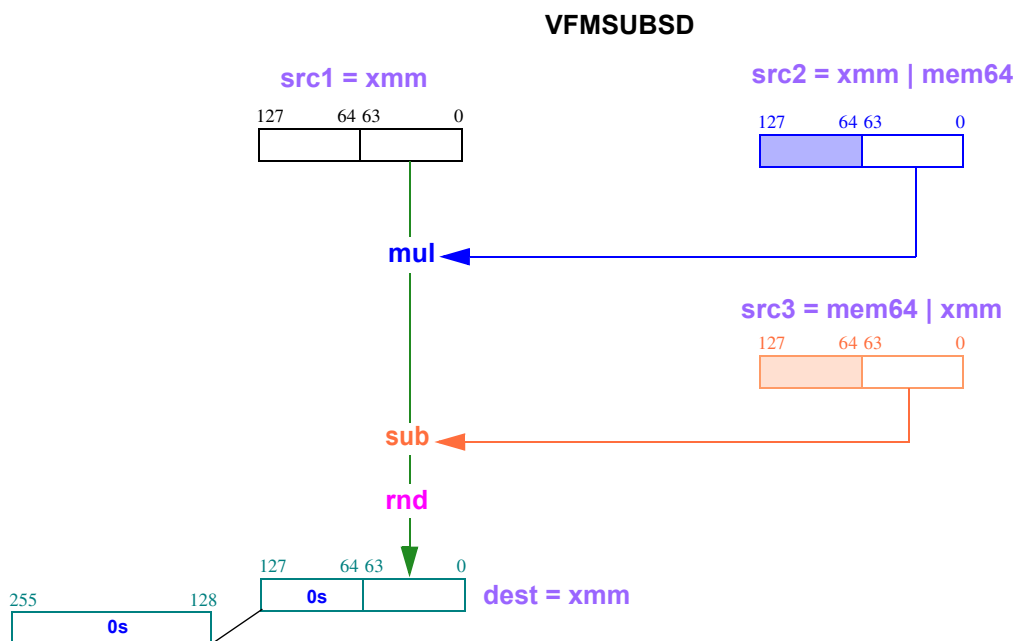 VFMSUBSD
src1 = xmm
src2 = xmm | mem64
127 64 63 0
127 64 63 0
mul
src3 = mem64 | xmm
127 64 63 0
sub
rnd
127 64 63 0
0s
dest = xmm
255 128
0s